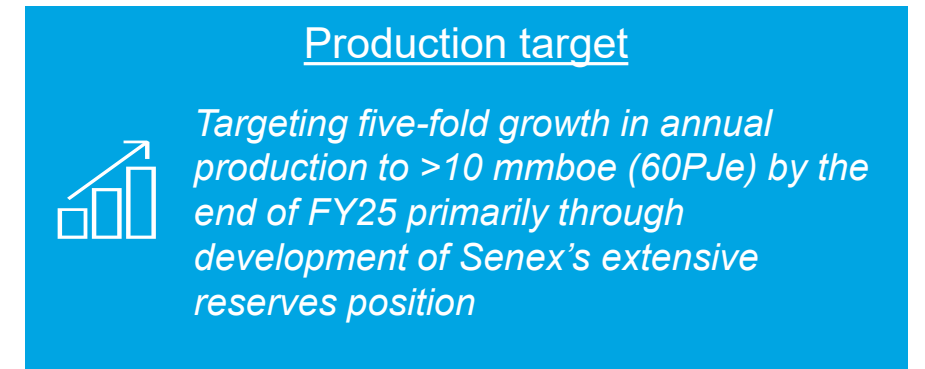 Production target
Targeting five-fold growth in annual
production to >10 mmboe (60PJe) by the
end of FY25 primarily through
development of Senex’s extensive
reserves position